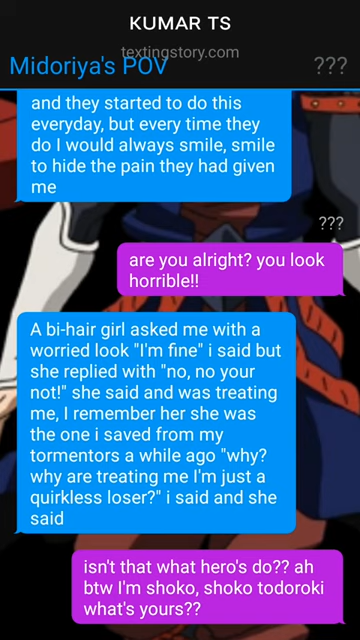 KUMAR TS
textingstory.com
Midoriya's POV
???
and they started to do this
everyday, but every time they
do I would always smile, smile
to hide the pain they had given
me
???
are you alright? you look
horrible!!
A bi-hair girl asked me with a
worried look "I'm fine" i said but
she replied with "no, no your
not!" she said and was treating
me, I remember her she was
the one i saved from my
tormentors a while ago "why?
why are treating me I'm just a
quirkless loser?" i said and she
said
isn't that what hero's do?? ah
btw I'm shoko, shoko todoroki
what's yours??